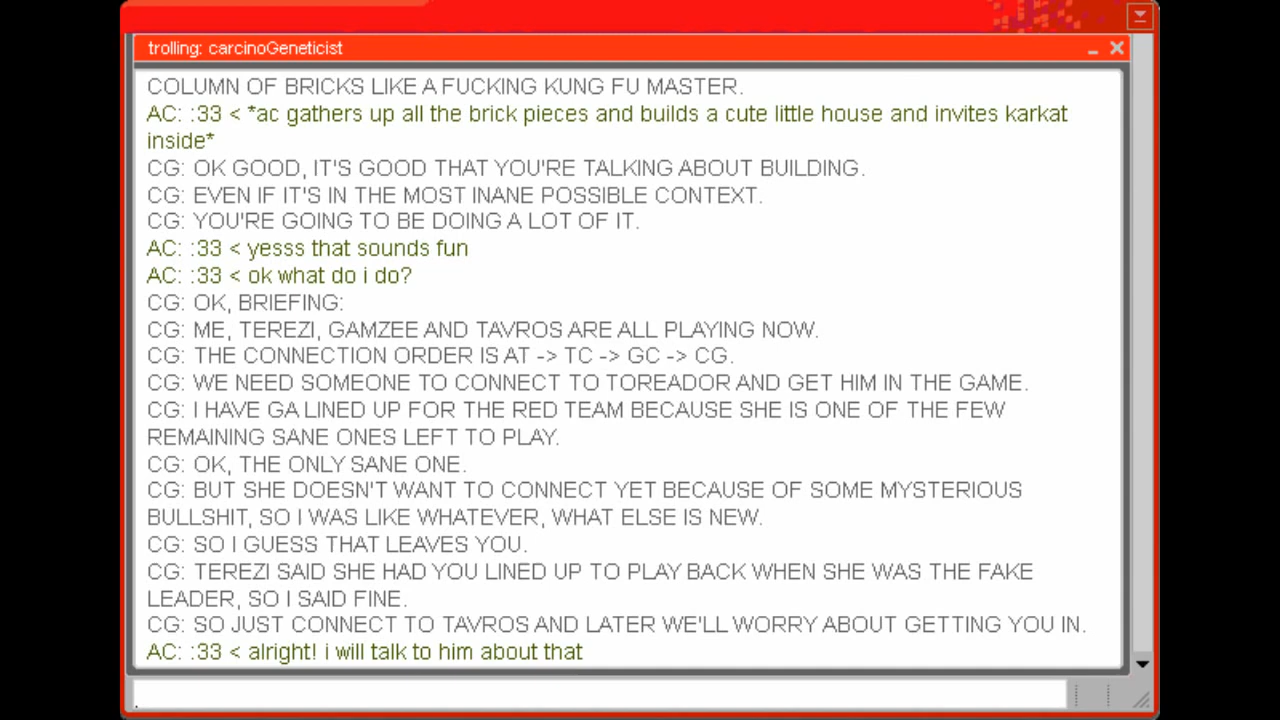 trolling: carcinoGeneticist
COLUMN OF BRICKS LIKE A FUCKING KUNG FU MASTER.
AC: :33 < *ac gathers up all the brick pieces and builds a cute little house and invites karkat
inside*
CG: OK GOOD, IT'S GOOD THAT YOU'RE TALKING ABOUT BUILDING.
CG: EVEN IF IT'S IN THE MOST INANE POSSIBLE CONTEXT.
CG: YOU'RE GOING TO BE DOING A LOT OF IT.
AC: :33 < yesss that sounds fun
AC: :33 < ok what do i do?
CG: OK, BRIEFING:
CG: ME, TEREZI, GAMZEE AND TAVROS ARE ALL PLAYING NOW.
CG: THE CONNECTION ORDER IS AT -> TC -> GC -> CG.
CG: WE NEED SOMEONE TO CONNECT TO TOREADOR AND GET HIM IN THE GAME.
CG: I HAVE GA LINED UP FOR THE RED TEAM BECAUSE SHE IS ONE OF THE FEW
REMAINING SANE ONES LEFT TO PLAY.
CG: OK, THE ONLY SANE ONE.
CG: BUT SHE DOESN'T WANT TO CONNECT YET BECAUSE OF SOME MYSTERIOUS
BULLSHIT, SO I WAS LIKE WHATEVER, WHAT ELSE IS NEW.
CG: SO I GUESS THAT LEAVES YOU.
CG: TEREZI SAID SHE HAD YOU LINED UP TO PLAY BACK WHEN SHE WAS THE FAKE
LEADER, SO I SAID FINE.
CG: SO JUST CONNECT TO TAVROS AND LATER WE'LL WORRY ABOUT GETTING YOU IN.
AC: :33 < alright! i will talk to him about that